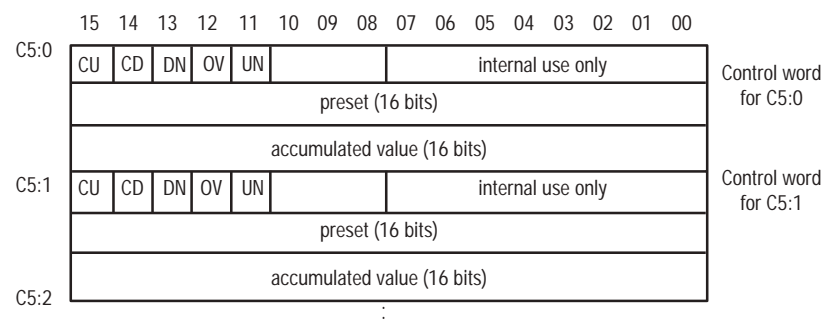 15 14 13 12 11 10 09 08 07 06 05 04 03 02 01 00
C5:0
CU CD DN OV UN internal use only
Control word
for C5:0
preset (16 bits)
accumulated value (16 bits)
C5:1
CU CD DN OV UN internal use only
Control word
for C5:1
preset (16 bits)
accumulated value (16 bits)
C5:2